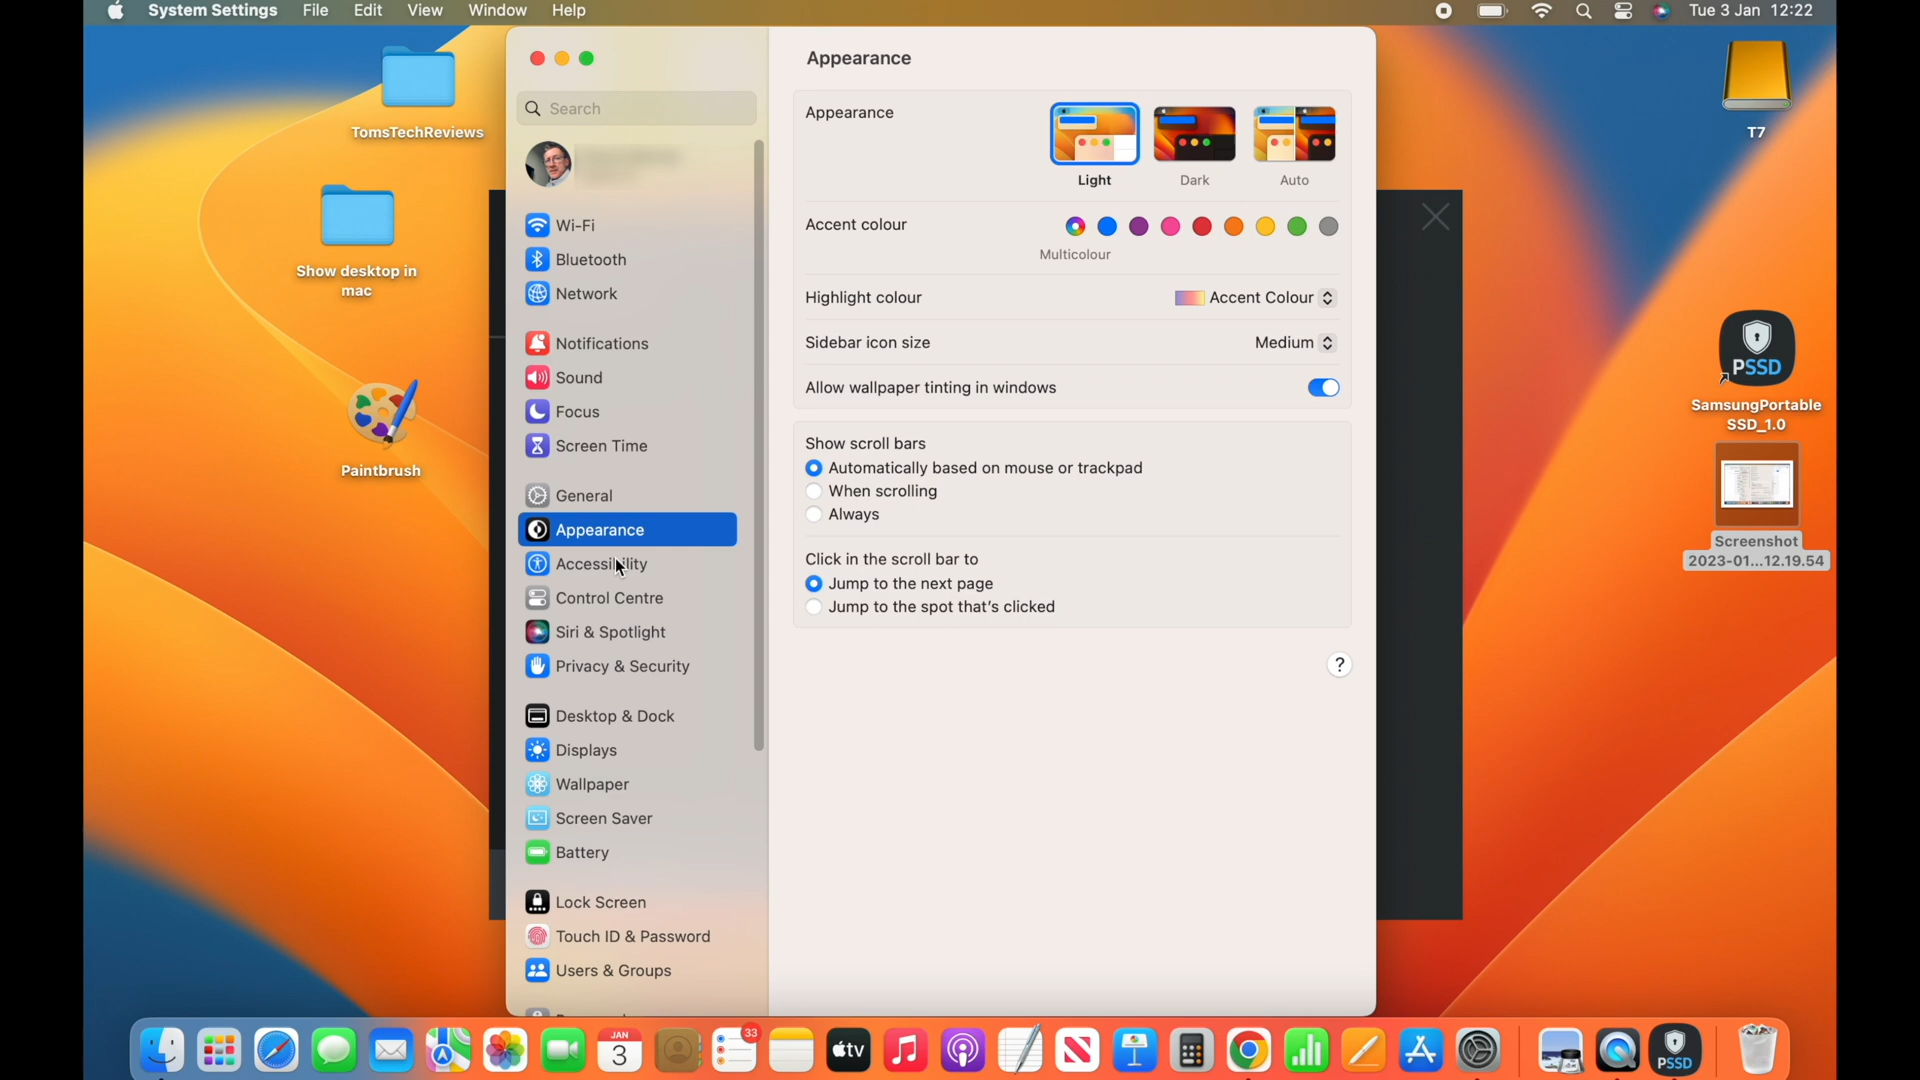 System Settings File Edit View Window Help
Tue 3 Jan 12:22
TomsTechReviews
Show desktop in
mac
Paintbrush
Search
Wi-Fi
Bluetooth
Network
Notifications
Sound
Focus
Screen Time
General
Appearance
Accessibility
Control Centre
Siri & Spotlight
Privacy & Security
Desktop & Dock
Displays
Wallpaper
Screen Saver
Battery
Lock Screen
Touch ID & Password
Users & Groups
Appearance
Appearance
Light Dark Auto
Accent colour
Multicolour
Highlight colour Accent Colour
Sidebar icon size Medium
Allow wallpaper tinting in windows
Show scroll bars
Automatically based on mouse or trackpad
When scrolling
Always
Click in the scroll bar to
Jump to the next page
Jump to the spot that's clicked
?
T7
PSSD
SamsungPortable
SSD_1.0
Screenshot
2023-01...12.19.54
JAN
3
33
tv
PSSD